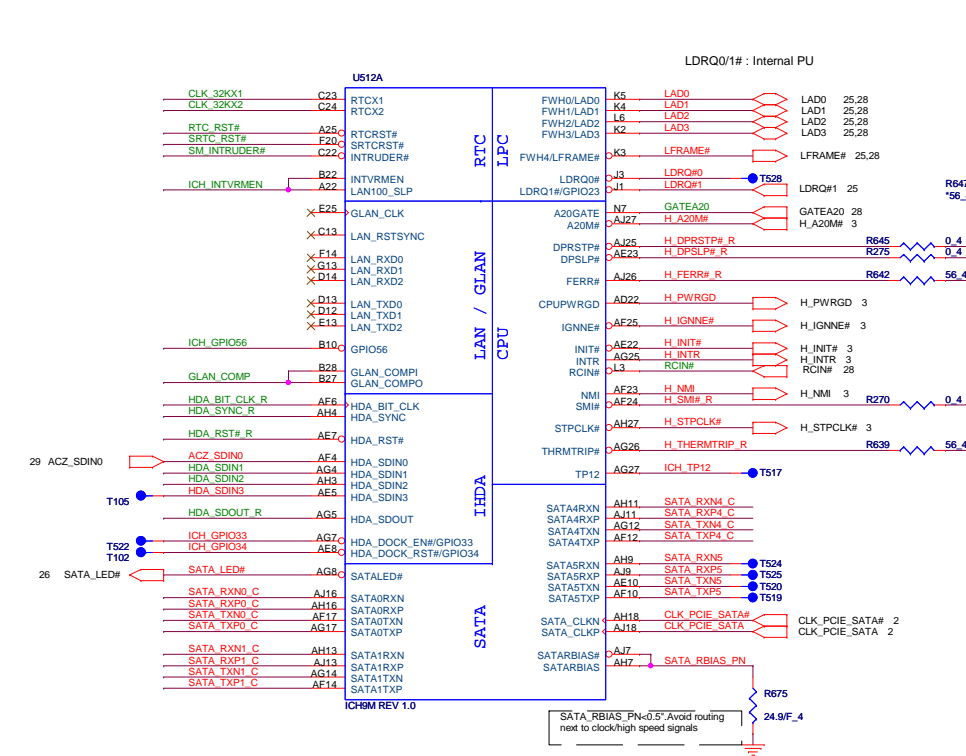 LDRQ0/1# : Internal PU
U512A
CLK_32KX1 C23 RTCX1
CLK_32KX2 C24 RTCX2
RTC_RST# A25 RTCRST#
SRTC_RST# F20 SRTCRST#
SM_INTRUDER# C22 INTRUDER#
B22 INTVRMEN
ICH_INTVRMEN A22 LAN100_SLP
E25 GLAN_CLK
C13 LAN_RSTSYNC
F14 LAN_RXD0
G13 LAN_RXD1
D14 LAN_RXD2
D13 LAN_TXD0
D12 LAN_TXD1
E13 LAN_TXD2
ICH_GPIO56 B10 GPIO56
B28 GLAN_COMPI
GLAN_COMP B27 GLAN_COMPO
HDA_BIT_CLK_R AF6 HDA_BIT_CLK
HDA_SYNC_R AH4 HDA_SYNC
HDA_RST#_R AE7 HDA_RST#
29 ACZ_SDIN0 ACZ_SDIN0 AF4 HDA_SDIN0
HDA_SDIN1 AG4 HDA_SDIN1
HDA_SDIN2 AH3 HDA_SDIN2
T105 HDA_SDIN3 AE5 HDA_SDIN3
HDA_SDOUT_R AG5 HDA_SDOUT
T522 ICH_GPIO33 AG7 HDA_DOCK_EN#/GPIO33
T102 ICH_GPIO34 AE8 HDA_DOCK_RST#/GPIO34
26 SATA_LED# SATA_LED# AG8 SATALED#
SATA_RXN0_C AJ16 SATA0RXN
SATA_RXP0_C AH16 SATA0RXP
SATA_TXN0_C AF17 SATA0TXN
SATA_TXP0_C AG17 SATA0TXP
SATA_RXN1_C AH13 SATA1RXN
SATA_RXP1_C AJ13 SATA1RXP
SATA_TXN1_C AG14 SATA1TXN
SATA_TXP1_C AF14 SATA1TXP
ICH9M REV 1.0
RTC
LPC
LAN / GLAN
CPU
IHDA
SATA
FWH0/LAD0 K5 LAD0 LAD0 25,28
FWH1/LAD1 K4 LAD1 LAD1 25,28
FWH2/LAD2 L6 LAD2 LAD2 25,28
FWH3/LAD3 K2 LAD3 LAD3 25,28
FWH4/LFRAME# K3 LFRAME# LFRAME# 25,28
LDRQ0# J3 LDRQ#0 T528
LDRQ1#/GPIO23 J1 LDRQ#1 LDRQ#1 25
A20GATE N7 GATEA20 GATEA20 28
A20M# AJ27 H_A20M# H_A20M# 3
DPRSTP# AJ25 H_DPRSTP#_R R645 0_4
DPSLP# AE23 H_DPSLP#_R R275 0_4
FERR# AJ26 H_FERR#_R R642 56_4
CPUPWRGD AD22 H_PWRGD H_PWRGD 3
IGNNE# AF25 H_IGNNE# H_IGNNE# 3
INIT# AE22 H_INIT# H_INIT# 3
INTR AG25 H_INTR H_INTR 3
RCIN# L3 RCIN# RCIN# 28
NMI AF23 H_NMI H_NMI 3
SMI# AF24 H_SMI#_R R270 0_4
STPCLK# AH27 H_STPCLK# H_STPCLK# 3
THRMTRIP# AG26 H_THERMTRIP_R R639 56_4
TP12 AG27 ICH_TP12 T517
SATA4RXN AH11 SATA_RXN4_C
SATA4RXP AJ11 SATA_RXP4_C
SATA4TXN AG12 SATA_TXN4_C
SATA4TXP AF12 SATA_TXP4_C
SATA5RXN AH9 SATA_RXN5 T524
SATA5RXP AJ9 SATA_RXP5 T525
SATA5TXN AE10 SATA_TXN5 T520
SATA5TXP AF10 SATA_TXP5 T519
SATA_CLKN AH18 CLK_PCIE_SATA# CLK_PCIE_SATA# 2
SATA_CLKP AJ18 CLK_PCIE_SATA CLK_PCIE_SATA 2
SATARBIAS# AJ7
SATARBIAS AH7 SATA_RBIAS_PN
R675
24.9/F_4
SATA_RBIAS_PN<0.5".Avoid routing
next to clock/high speed signals